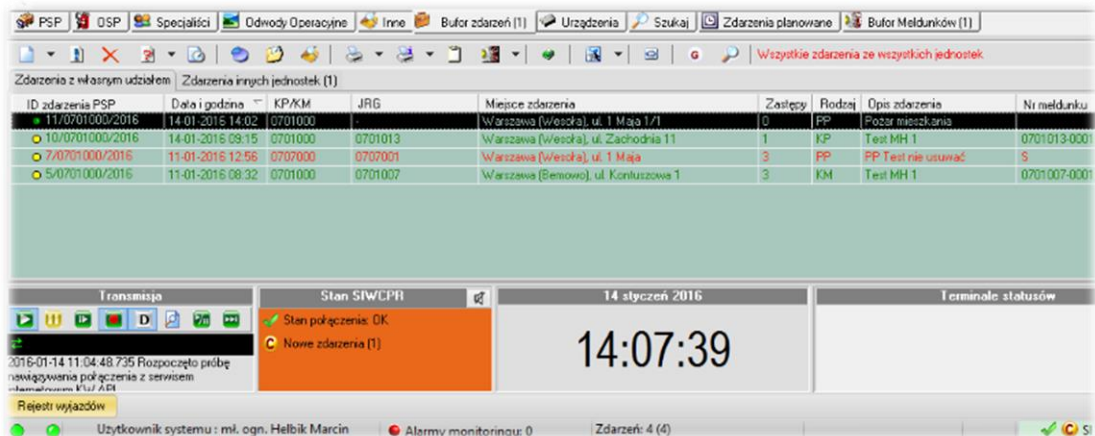 PSP OSP Specjaliści Odwody Operacyjne Inne Bufor zdarzeń (1) Urządzenia Szukaj Zdarzenia planowane Bufor Meldunków (1)
D G Wszystkie zdarzenia ze wszystkich jednostek
Zdarzenia z własnym udziałem Zdarzenia innych jednostek (1)
ID zdarzenia PSP Data i godzina KP/KM JRG Miejsce zdarzenia Zastępy Rodzaj Opis zdarzenia Nr meldunku
11/0701000/2016 14-01-2016 14:02 0701000 - Warszawa (Wesoła), ul. 1 Maja 1/1 0 PP Pożar mieszkania
10/0701000/2016 14-01-2016 09:15 0701000 0701013 Warszawa (Wesoła), ul. Zachodnia 11 1 KP Test MH 1 0701013-0001
7/0701000/2016 11-01-2016 12:56 0707000 0707001 Warszawa (Wesoła), ul. 1 Maja 3 PP PP Test nie usuwać S
5/0701000/2016 11-01-2016 08:32 0701000 0701007 Warszawa (Bemowo), ul. Kontuszowa 1 3 KM Test MH 1 0701007-0001
Transmisja Stan SIWCPR 14 styczeń 2016 Terminale statusów
D
Stan połączenia: OK
C Nowe zdarzenia (1)
14:07:39
2016-01-14 11:04:48.735 Rozpoczęto próbę
nawiązywania połączenia z serwisem
internetowym KW API
Rejestr wyjazdów
Użytkownik systemu : mł. ogn. Helbik Marcin Alarmy monitoringu: 0 Zdarzeń: 4 (4) C SI